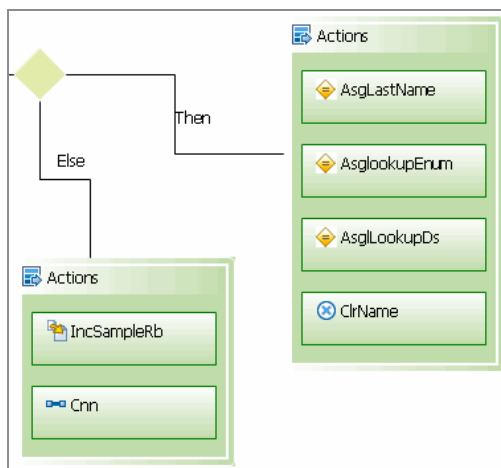 Actions
AsgLastName
Then
AsglookupEnum
Else
AsglLookupDs
Actions
ClrName
IncSampleRb
Cnn